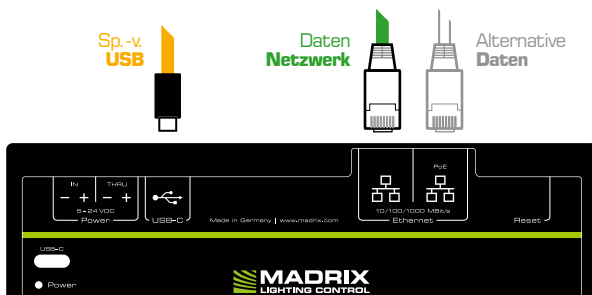 Sp.-v.
USB
Daten
Netzwerk
Alternative
Daten
IN THRU
- + - +
5-24 VDC
Power
USB-C
Made in Germany | www.madrix.com
PoE
10/100/1000 MBit/s
Ethernet
Reset
USB-C
Power
MADRIX
LIGHTING CONTROL